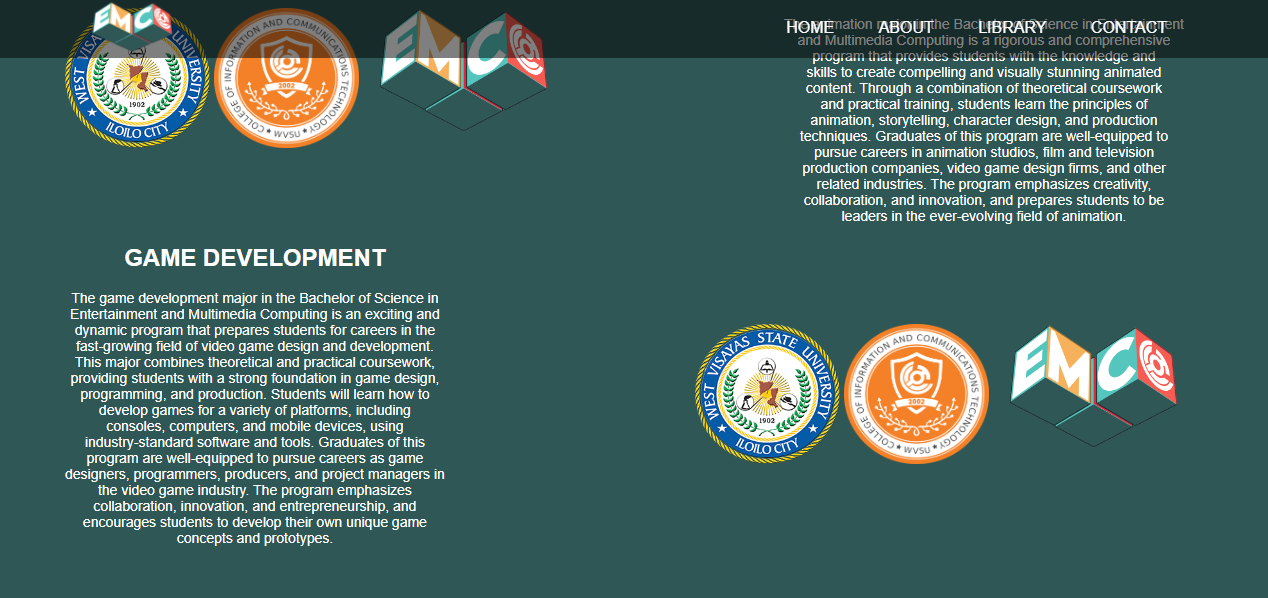 EMC
HOME ABOUT LIBRARY CONTACT
WEST VISAYAS STATE UNIVERSITY
1902
ILOILO CITY
COLLEGE OF INFORMATION AND COMMUNICATIONS TECHNOLOGY
2002
WVSU
EMC
The animation major in the Bachelor of Science in Entertainment
and Multimedia Computing is a rigorous and comprehensive
program that provides students with the knowledge and
skills to create compelling and visually stunning animated
content. Through a combination of theoretical coursework
and practical training, students learn the principles of
animation, storytelling, character design, and production
techniques. Graduates of this program are well-equipped to
pursue careers in animation studios, film and television
production companies, video game design firms, and other
related industries. The program emphasizes creativity,
collaboration, and innovation, and prepares students to be
leaders in the ever-evolving field of animation.
GAME DEVELOPMENT
The game development major in the Bachelor of Science in
Entertainment and Multimedia Computing is an exciting and
dynamic program that prepares students for careers in the
fast-growing field of video game design and development.
This major combines theoretical and practical coursework,
providing students with a strong foundation in game design,
programming, and production. Students will learn how to
develop games for a variety of platforms, including
consoles, computers, and mobile devices, using
industry-standard software and tools. Graduates of this
program are well-equipped to pursue careers as game
designers, programmers, producers, and project managers in
the video game industry. The program emphasizes
collaboration, innovation, and entrepreneurship, and
encourages students to develop their own unique game
concepts and prototypes.
WEST VISAYAS STATE UNIVERSITY
1902
ILOILO CITY
COLLEGE OF INFORMATION AND COMMUNICATIONS TECHNOLOGY
2002
WVSU
EMC